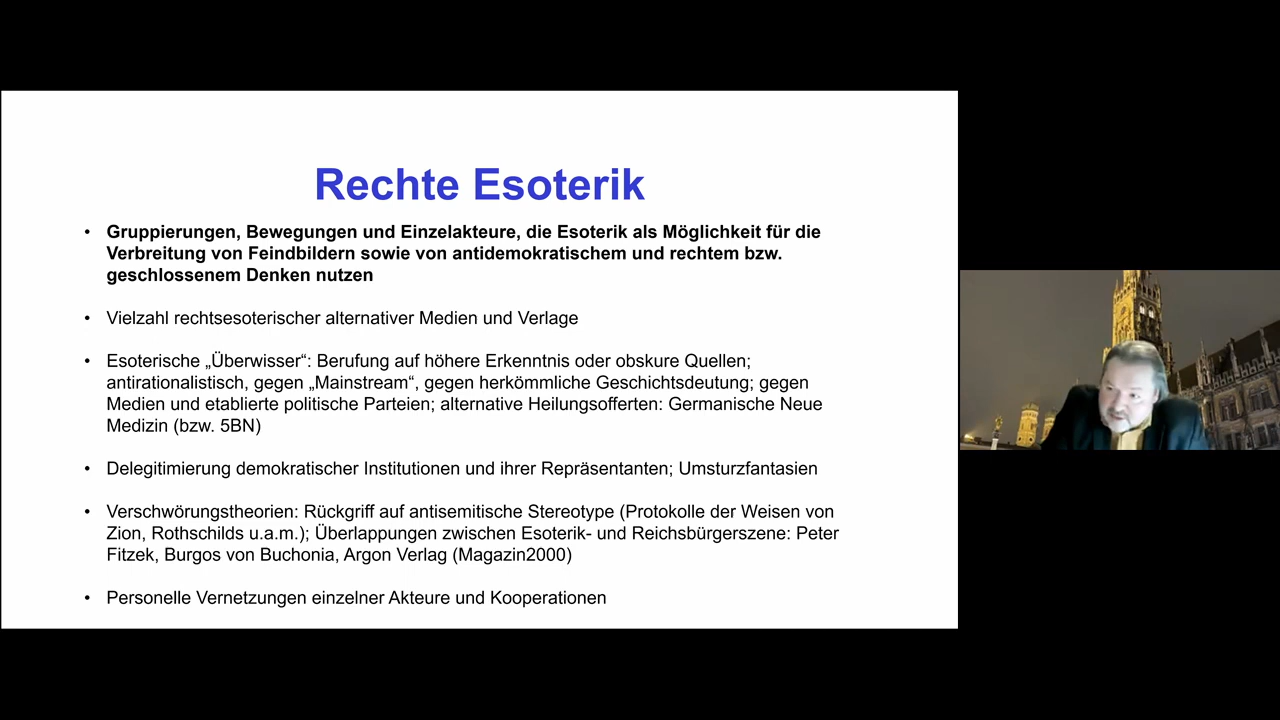 Rechte Esoterik
• Gruppierungen, Bewegungen und Einzelakteure, die Esoterik als Möglichkeit für die
Verbreitung von Feindbildern sowie von antidemokratischem und rechtem bzw.
geschlossenem Denken nutzen
• Vielzahl rechtsesoterischer alternativer Medien und Verlage
• Esoterische „Überwisser“: Berufung auf höhere Erkenntnis oder obskure Quellen;
antirationalistisch, gegen „Mainstream“, gegen herkömmliche Geschichtsdeutung; gegen
Medien und etablierte politische Parteien; alternative Heilungsofferten: Germanische Neue
Medizin (bzw. 5BN)
• Delegitimierung demokratischer Institutionen und ihrer Repräsentanten; Umsturzfantasien
• Verschwörungstheorien: Rückgriff auf antisemitische Stereotype (Protokolle der Weisen von
Zion, Rothschilds u.a.m.); Überlappungen zwischen Esoterik- und Reichsbürgerszene: Peter
Fitzek, Burgos von Buchonia, Argon Verlag (Magazin2000)
• Personelle Vernetzungen einzelner Akteure und Kooperationen